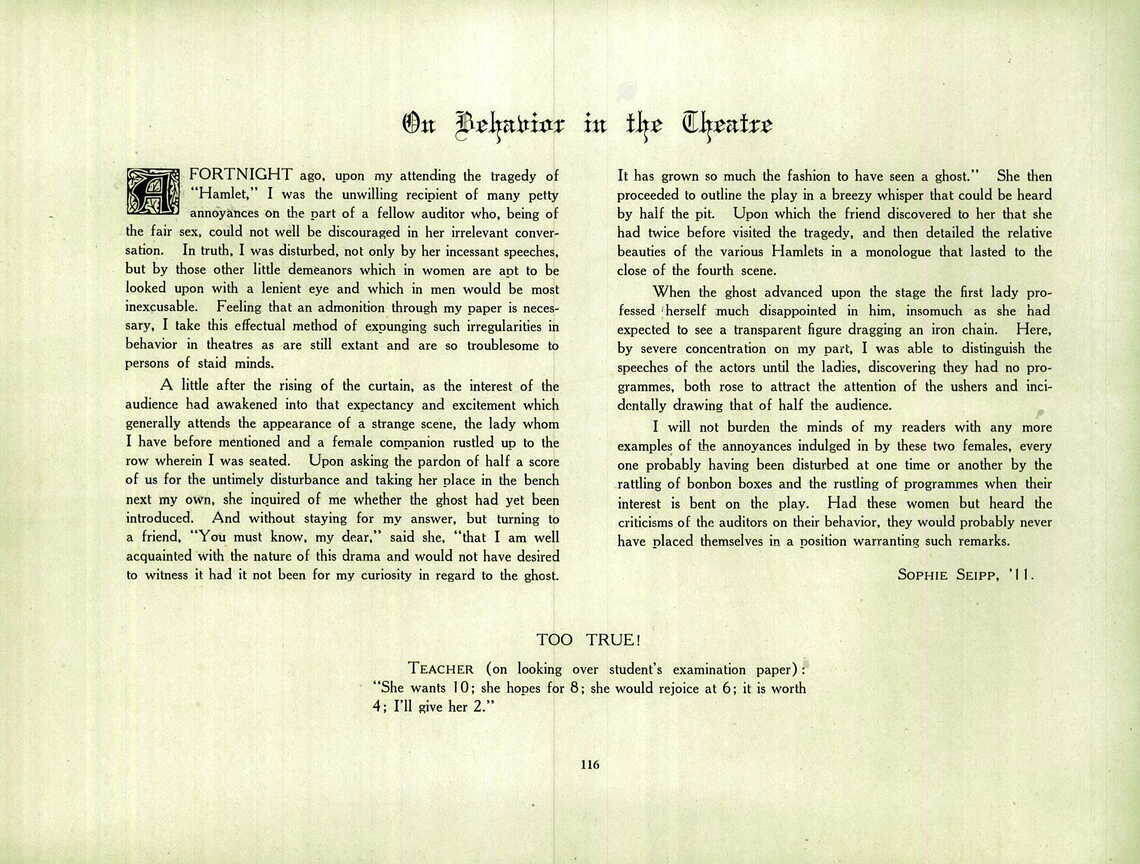 On Behavior in the Theatre
A FORTNIGHT ago, upon my attending the tragedy of
"Hamlet," I was the unwilling recipient of many petty
annoyances on the part of a fellow auditor who, being of
the fair sex, could not well be discouraged in her irrelevant conver-
sation. In truth, I was disturbed, not only by her incessant speeches,
but by those other little demeanors which in women are apt to be
looked upon with a lenient eye and which in men would be most
inexcusable. Feeling that an admonition through my paper is neces-
sary, I take this effectual method of expunging such irregularities in
behavior in theatres as are still extant and are so troublesome to
persons of staid minds.
A little after the rising of the curtain, as the interest of the
audience had awakened into that expectancy and excitement which
generally attends the appearance of a strange scene, the lady whom
I have before mentioned and a female companion rustled up to the
row wherein I was seated. Upon asking the pardon of half a score
of us for the untimely disturbance and taking her place in the bench
next my own, she inquired of me whether the ghost had yet been
introduced. And without staying for my answer, but turning to
a friend, "You must know, my dear," said she, "that I am well
acquainted with the nature of this drama and would not have desired
to witness it had it not been for my curiosity in regard to the ghost.
It has grown so much the fashion to have seen a ghost." She then
proceeded to outline the play in a breezy whisper that could be heard
by half the pit. Upon which the friend discovered to her that she
had twice before visited the tragedy, and then detailed the relative
beauties of the various Hamlets in a monologue that lasted to the
close of the fourth scene.
When the ghost advanced upon the stage the first lady pro-
fessed herself much disappointed in him, insomuch as she had
expected to see a transparent figure dragging an iron chain. Here,
by severe concentration on my part, I was able to distinguish the
speeches of the actors until the ladies, discovering they had no pro-
grammes, both rose to attract the attention of the ushers and inci-
dentally drawing that of half the audience.
I will not burden the minds of my readers with any more
examples of the annoyances indulged in by these two females, every
one probably having been disturbed at one time or another by the
rattling of bonbon boxes and the rustling of programmes when their
interest is bent on the play. Had these women but heard the
criticisms of the auditors on their behavior, they would probably never
have placed themselves in a position warranting such remarks.
SOPHIE SEIPP, '11.
TOO TRUE!
TEACHER (on looking over student's examination paper):
"She wants 10; she hopes for 8; she would rejoice at 6; it is worth
4; I'll give her 2."
116